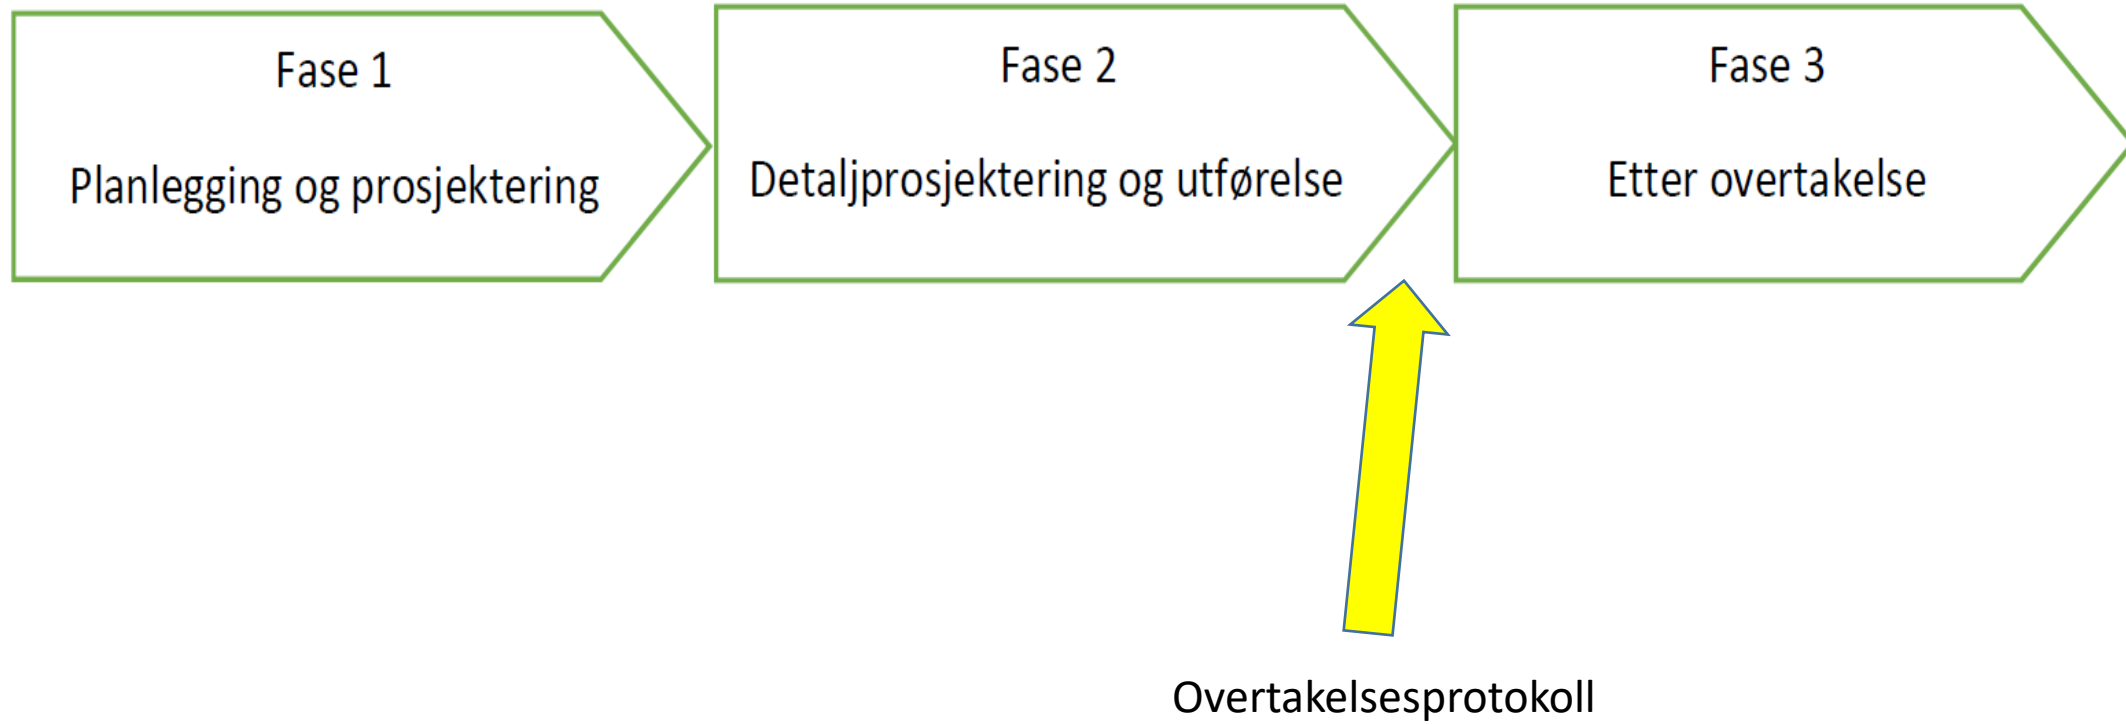 Fase 1
Planlegging og prosjektering
Fase 2
Detaljprosjektering og utførelse
Fase 3
Etter overtakelse
Overtakelsesprotokoll